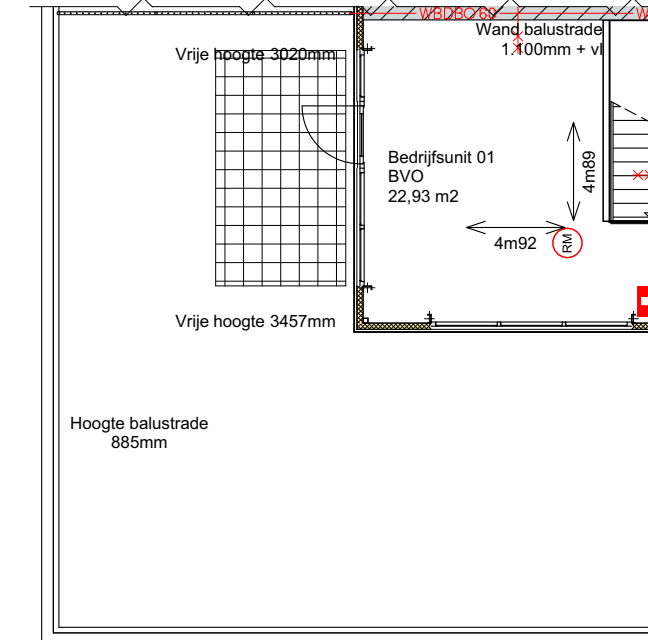 WBDBO 60
Wand balustrade
1.100mm + vl
Vrije hoogte 3020mm
Bedrijfsunit 01
BVO
22,93 m2
4m89
4m92
RM
Vrije hoogte 3457mm
Hoogte balustrade
885mm